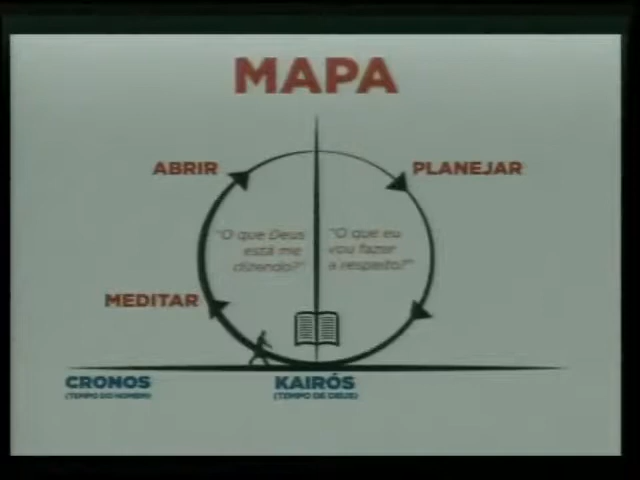 MAPA
ABRIR
PLANEJAR
"O que Deus
está me
dizendo?"
"O que eu
vou fazer
a respeito?"
MEDITAR
CRONOS
(TEMPO DO HOMEM)
KAIRÓS
(TEMPO DE DEUS)